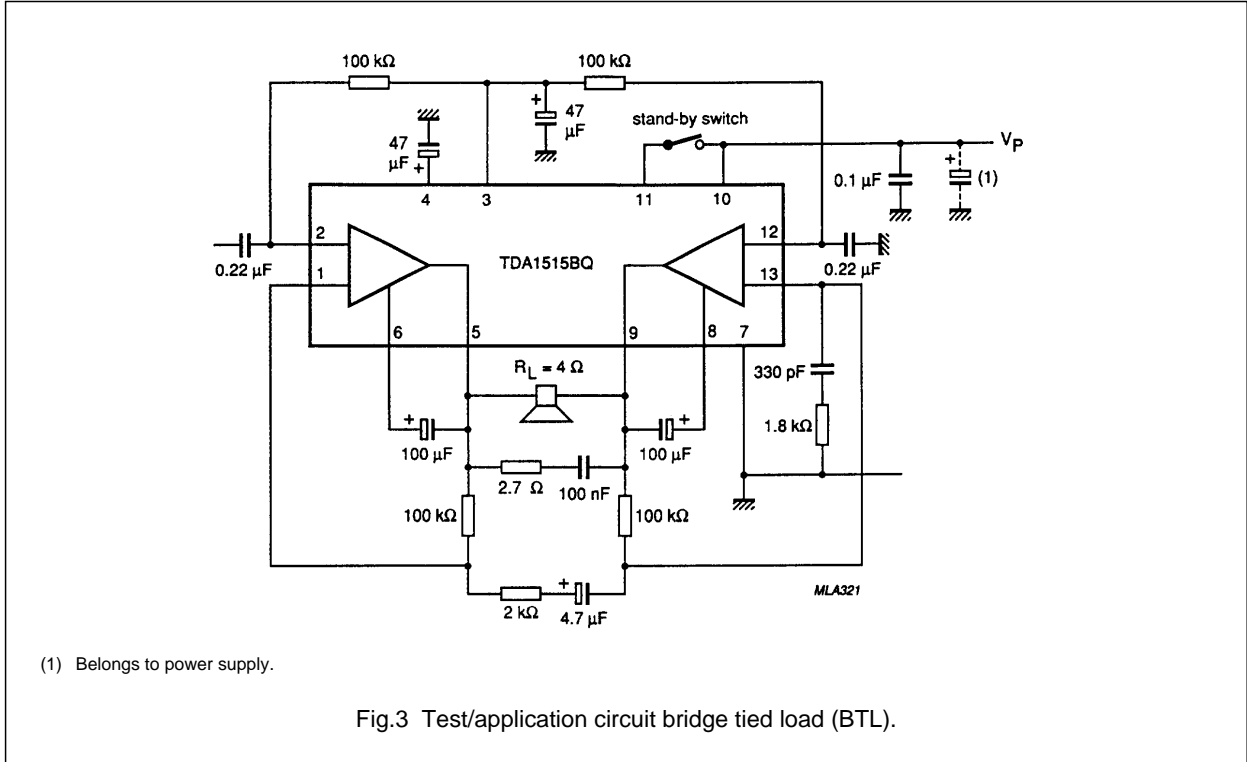 100 kΩ
100 kΩ
47
μF
+
+
47
μF
+
stand-by switch
V_P
+
0.1 μF
(1)
4
3
11
10
2
12
0.22 μF
TDA1515BQ
0.22 μF
1
13
6
5
9
8
7
R_L = 4 Ω
330 pF
+
+
100 μF
100 μF
1.8 kΩ
2.7 Ω
100 nF
100 kΩ
100 kΩ
+
2 kΩ
4.7 μF
MLA321
(1) Belongs to power supply.
Fig.3 Test/application circuit bridge tied load (BTL).